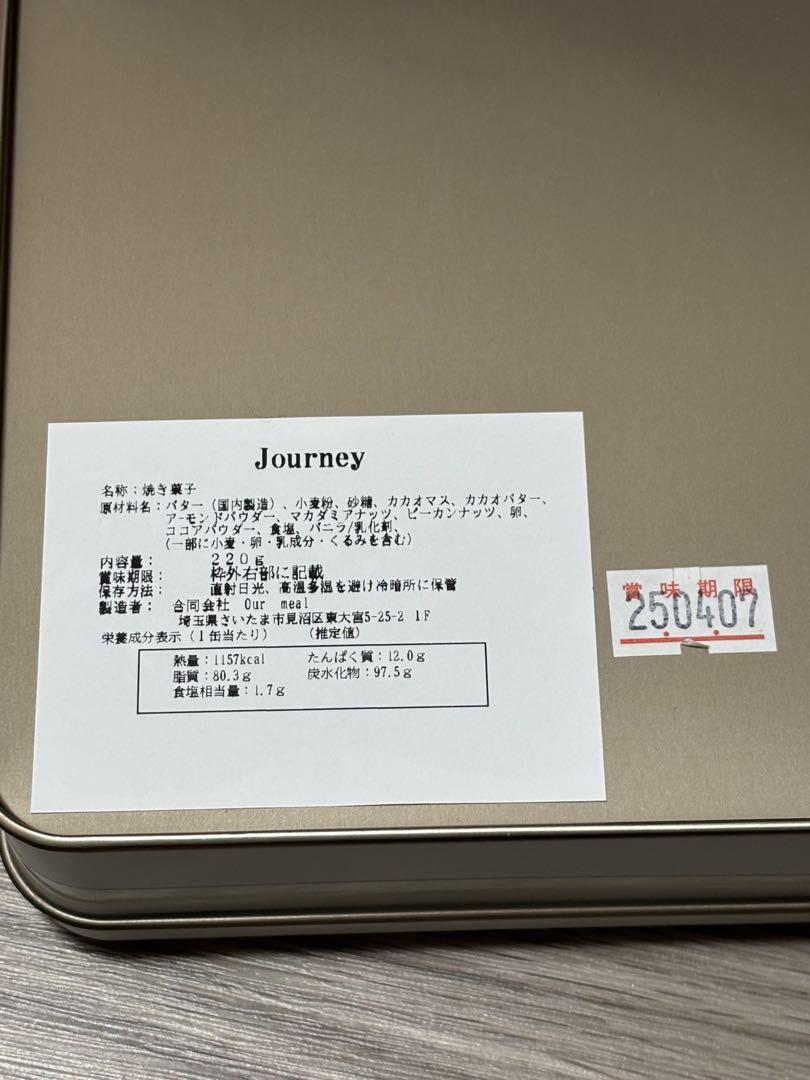 Journey
名称：焼き菓子
原材料名：バター（国内製造）、小麦粉、砂糖、カカオマス、カカオバター、
アーモンドパウダー、マカダミアナッツ、ピーカンナッツ、卵、
ココアパウダー、食塩、バニラ/乳化剤、
(一部に小麦・卵・乳成分・くるみを含む)
内容量： ２２０ｇ
賞味期限： 枠外右部に記載
保存方法： 直射日光、高温多湿を避け冷暗所に保管
製造者： 合同会社 Our meal
埼玉県さいたま市見沼区東大宮5-25-2 1F
栄養成分表示（１缶当たり） （推定値）
熱量：1157kcal たんぱく質：12.0ｇ
脂質：80.3ｇ 炭水化物：97.5ｇ
食塩相当量：1.7ｇ
賞味期限
250407